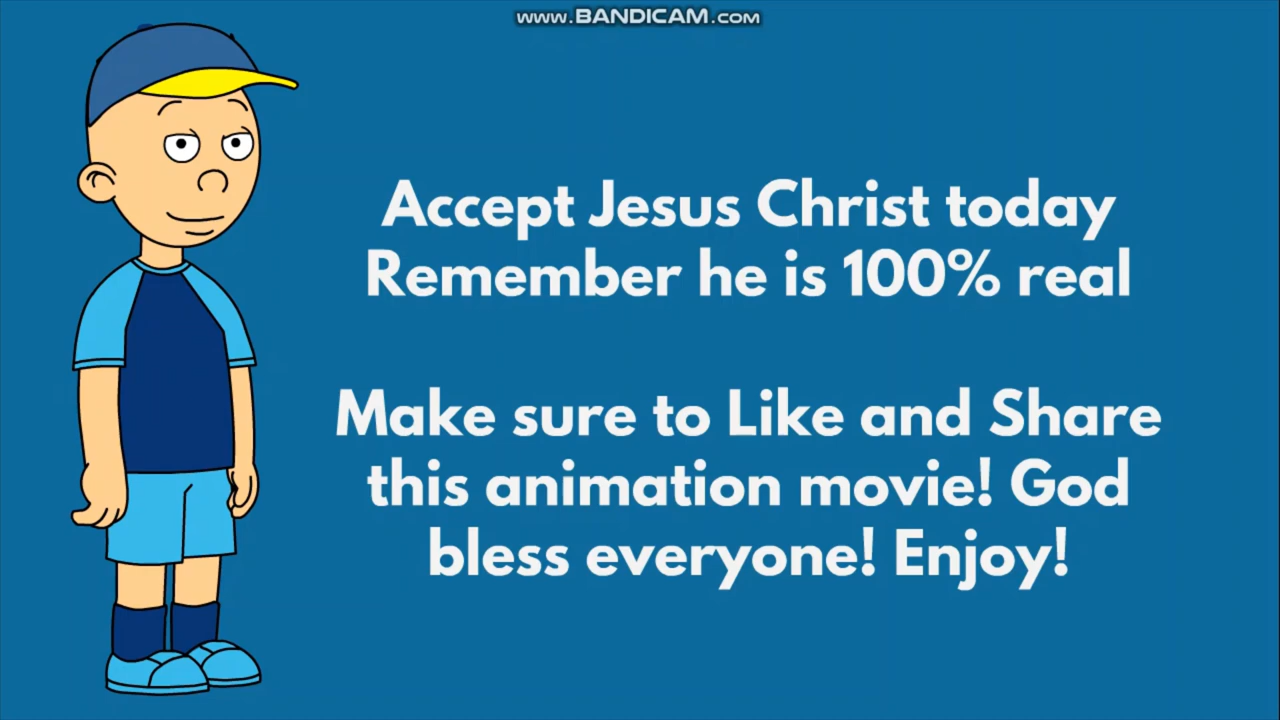 www.BANDICAM.com
Accept Jesus Christ today
Remember he is 100% real
Make sure to Like and Share
this animation movie! God
bless everyone! Enjoy!